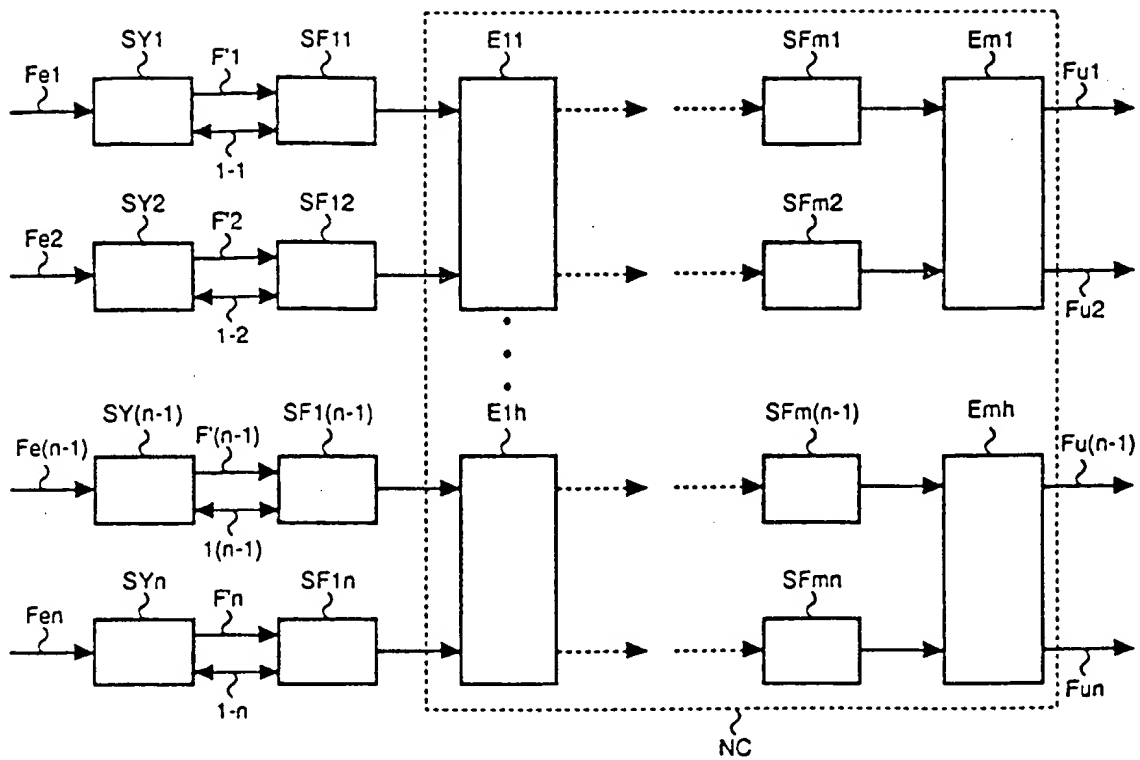 SY1 F'1 SF11 E11 SFm1 Em1
Fe1 Fu1
1-1
SY2 F'2 SF12 SFm2
Fe2
1-2 Fu2
SY(n-1) F'(n-1) SF1(n-1) E1h SFm(n-1) Emh
Fe(n-1) Fu(n-1)
1(n-1)
SYn F'n SF1n SFmn
Fen
1-n Fun
NC